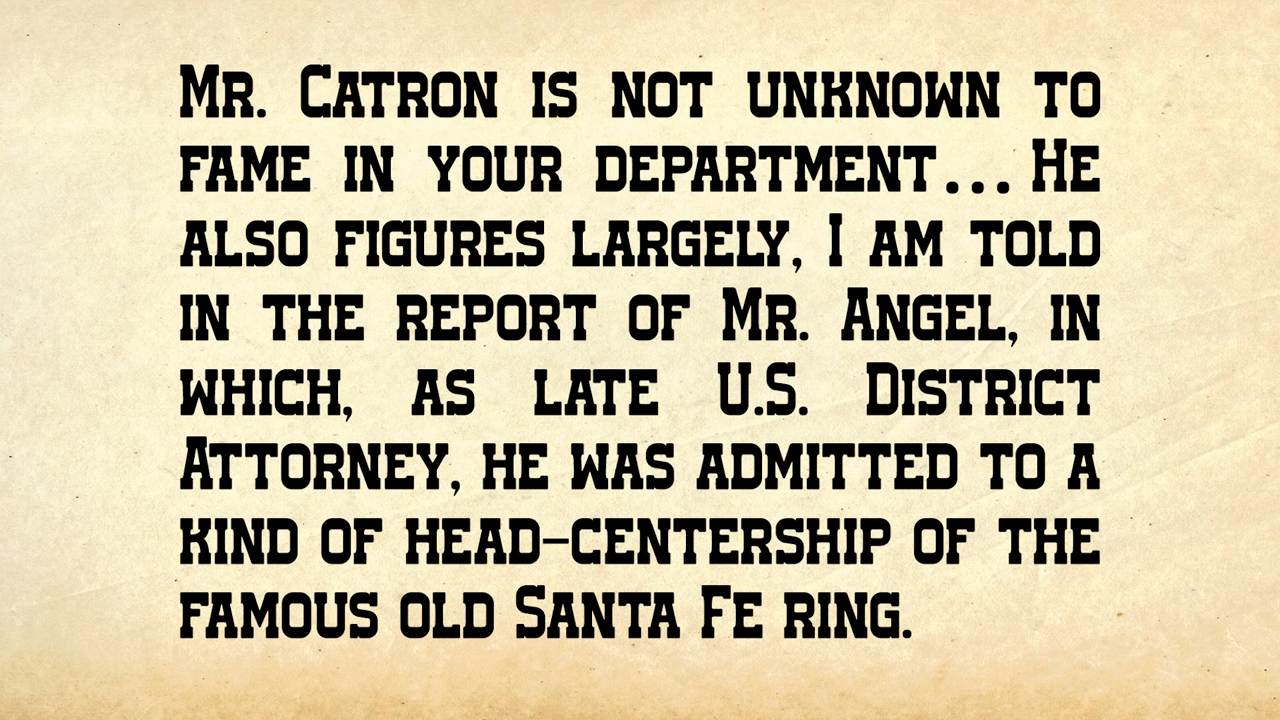 Mr. Catron is not unknown to
fame in your department... He
also figures largely, I am told
in the report of Mr. Angel, in
which, as late U.S. District
Attorney, he was admitted to a
kind of head-centership of the
famous old Santa Fe ring.